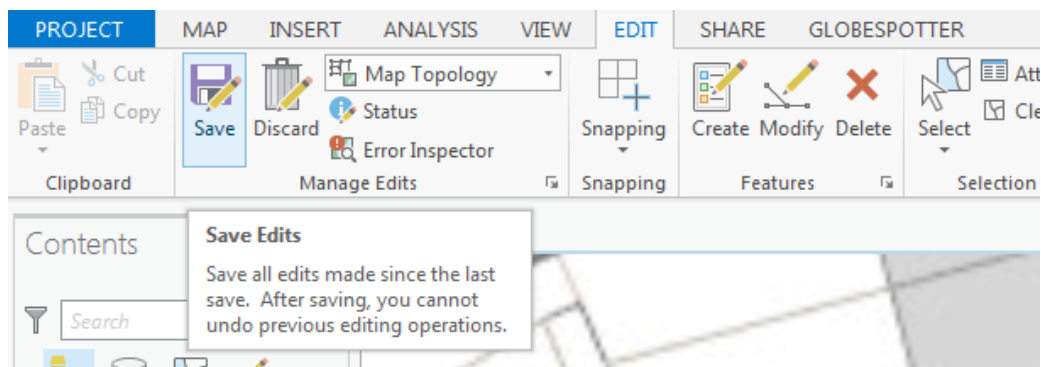 PROJECT MAP INSERT ANALYSIS VIEW EDIT SHARE GLOBESPOTTER
Cut
Copy
Paste
Save
Discard
Map Topology
Status
Error Inspector
Snapping
Create Modify Delete
Select
Att
Cle
Clipboard
Manage Edits
Snapping
Features
Selection
Contents
Search
Save Edits
Save all edits made since the last
save. After saving, you cannot
undo previous editing operations.